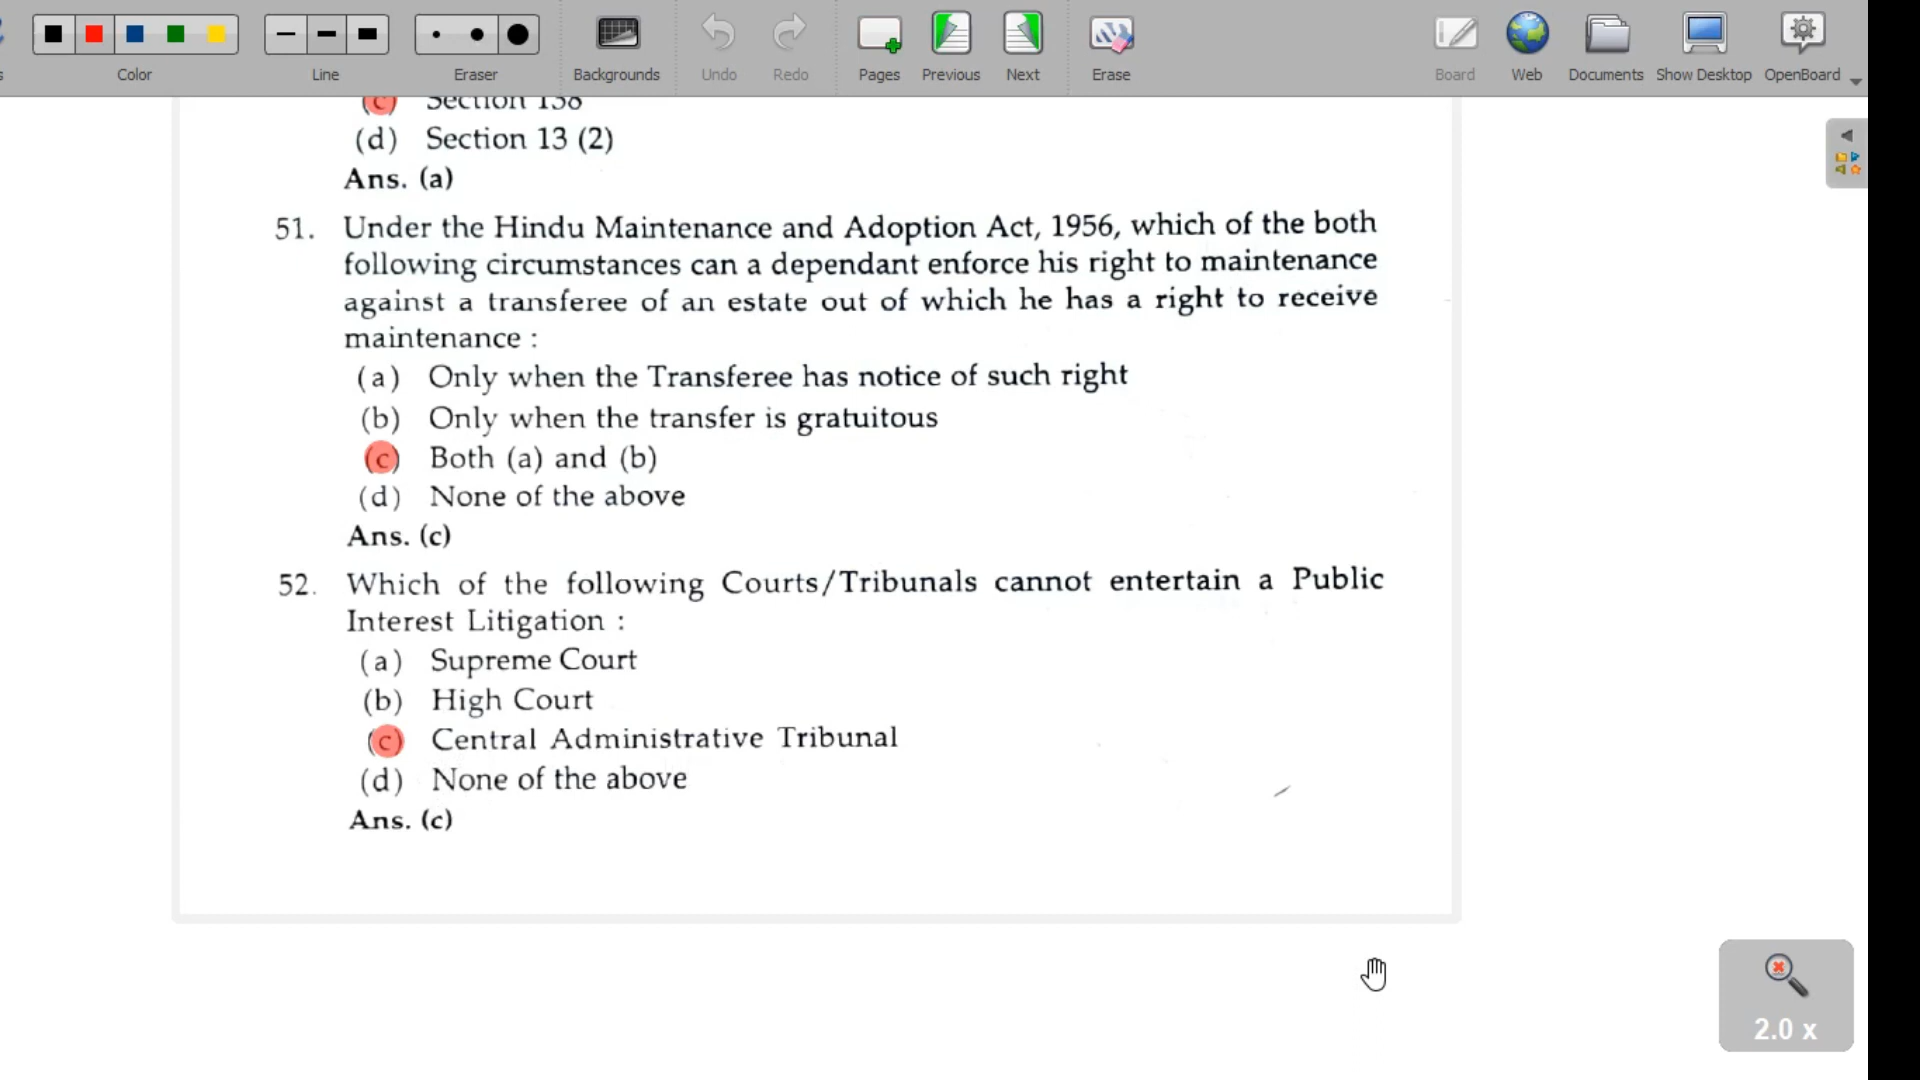 Color
Line
Eraser
Backgrounds
Undo
Redo
Pages
Previous
Next
Erase
Board
Web
Documents
Show Desktop
OpenBoard
(c) Section 138
(d) Section 13 (2)
Ans. (a)
51. Under the Hindu Maintenance and Adoption Act, 1956, which of the both
following circumstances can a dependant enforce his right to maintenance
against a transferee of an estate out of which he has a right to receive
maintenance :
(a) Only when the Transferee has notice of such right
(b) Only when the transfer is gratuitous
(c) Both (a) and (b)
(d) None of the above
Ans. (c)
52. Which of the following Courts/Tribunals cannot entertain a Public
Interest Litigation :
(a) Supreme Court
(b) High Court
(c) Central Administrative Tribunal
(d) None of the above
Ans. (c)
2.0 x